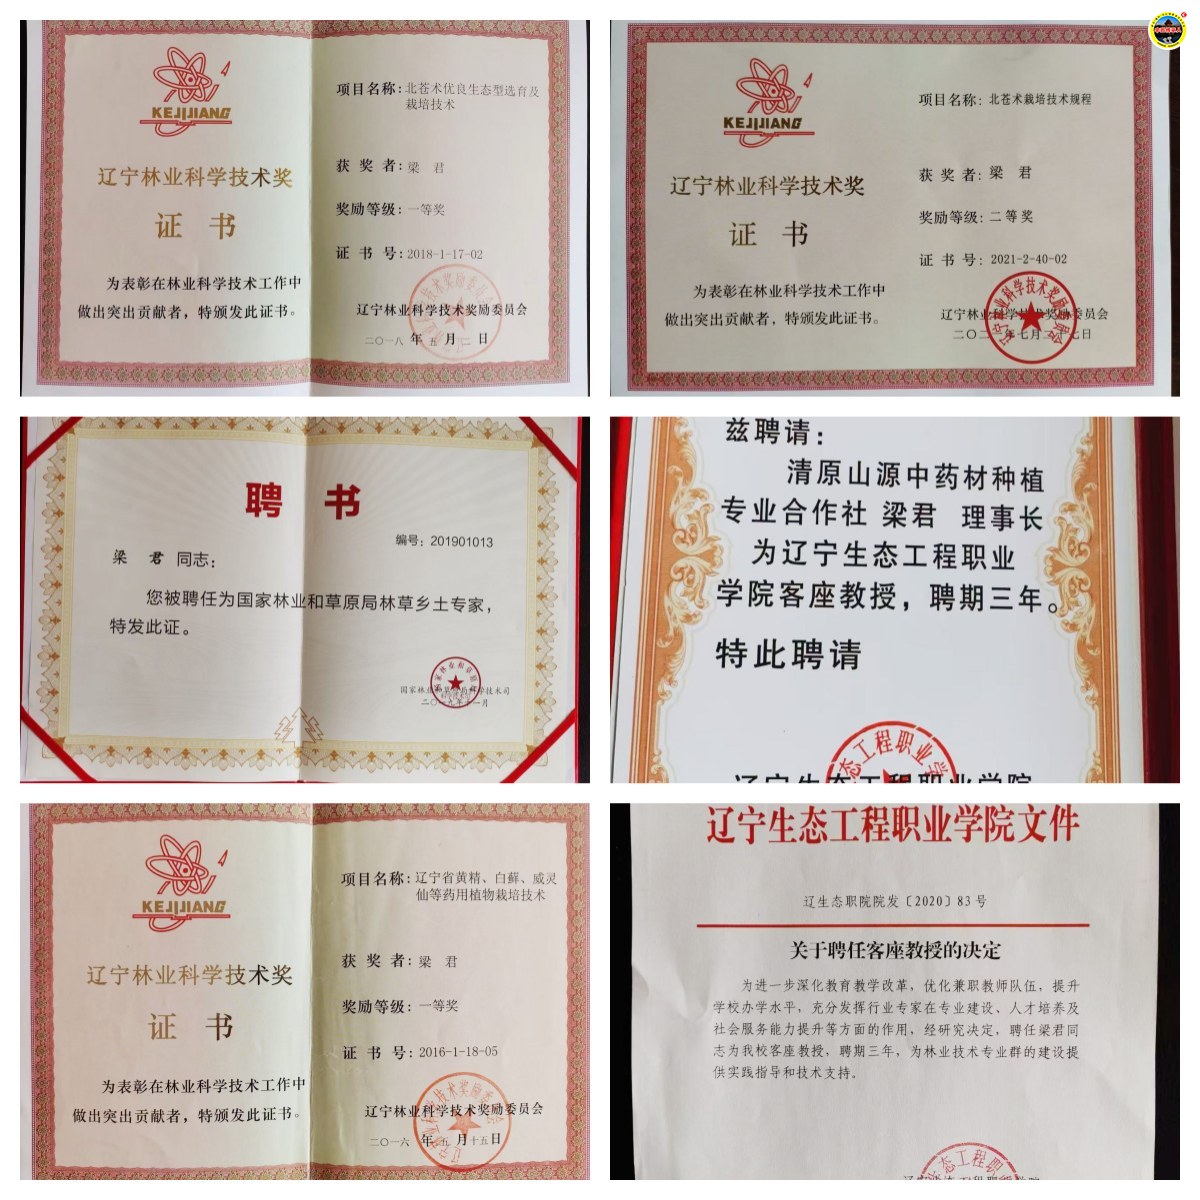 KEJIJIANG
辽宁林业科学技术奖
证 书
为表彰在林业科学技术工作中
做出突出贡献者，特颁发此证书。
项目名称：北苍术优良生态型选育及
栽培技术
获 奖 者：梁 君
奖励等级：一等奖
证 书 号：2018-1-17-02
辽宁林业科学技术奖励委员会
二〇一八 年 五 月 日
KEJIJIANG
辽宁林业科学技术奖
证 书
为表彰在林业科学技术工作中
做出突出贡献者，特颁发此证书。
项目名称：北苍术栽培技术规程
获 奖 者：梁 君
奖励等级：二等奖
证 书 号：2021-2-40-02
辽宁林业科学技术奖励委员会
聘 书
编号：201901013
梁 君 同志：
您被聘任为国家林业和草原局林草乡土专家，
特发此证。
兹聘请：
清原山源中药材种植
专业合作社 梁君 理事长
为辽宁生态工程职业
学院客座教授，聘期三年。
特此聘请
辽宁生态工程职业学院
KEJIJIANG
辽宁林业科学技术奖
证 书
为表彰在林业科学技术工作中
做出突出贡献者，特颁发此证书。
项目名称：辽宁省黄精、白鲜、威灵
仙等药用植物栽培技术
获 奖 者：梁 君
奖励等级：一等奖
证 书 号：2016-1-18-05
辽宁林业科学技术奖励委员会
二〇一六 年 五 月 十五 日
辽宁生态工程职业学院文件
辽生态职院院发〔2020〕83号
关于聘任客座教授的决定
为进一步深化教育教学改革，优化兼职教师队伍，提升
学校办学水平，充分发挥行业专家在专业建设、人才培养及
社会服务能力提升等方面的作用，经研究决定，聘任梁君同
志为我校客座教授，聘期三年，为林业技术专业群的建设提
供实践指导和技术支持。